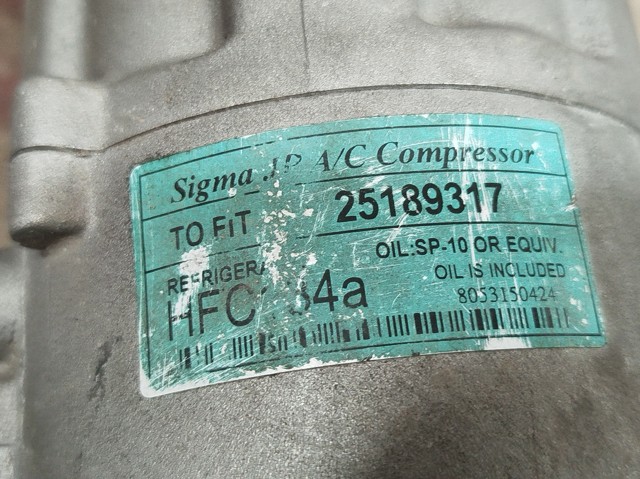 Sigma A/C Compressor
TO FIT 25189317
OIL:SP-10 OR EQUIV.
OIL IS INCLUDED
8053150424